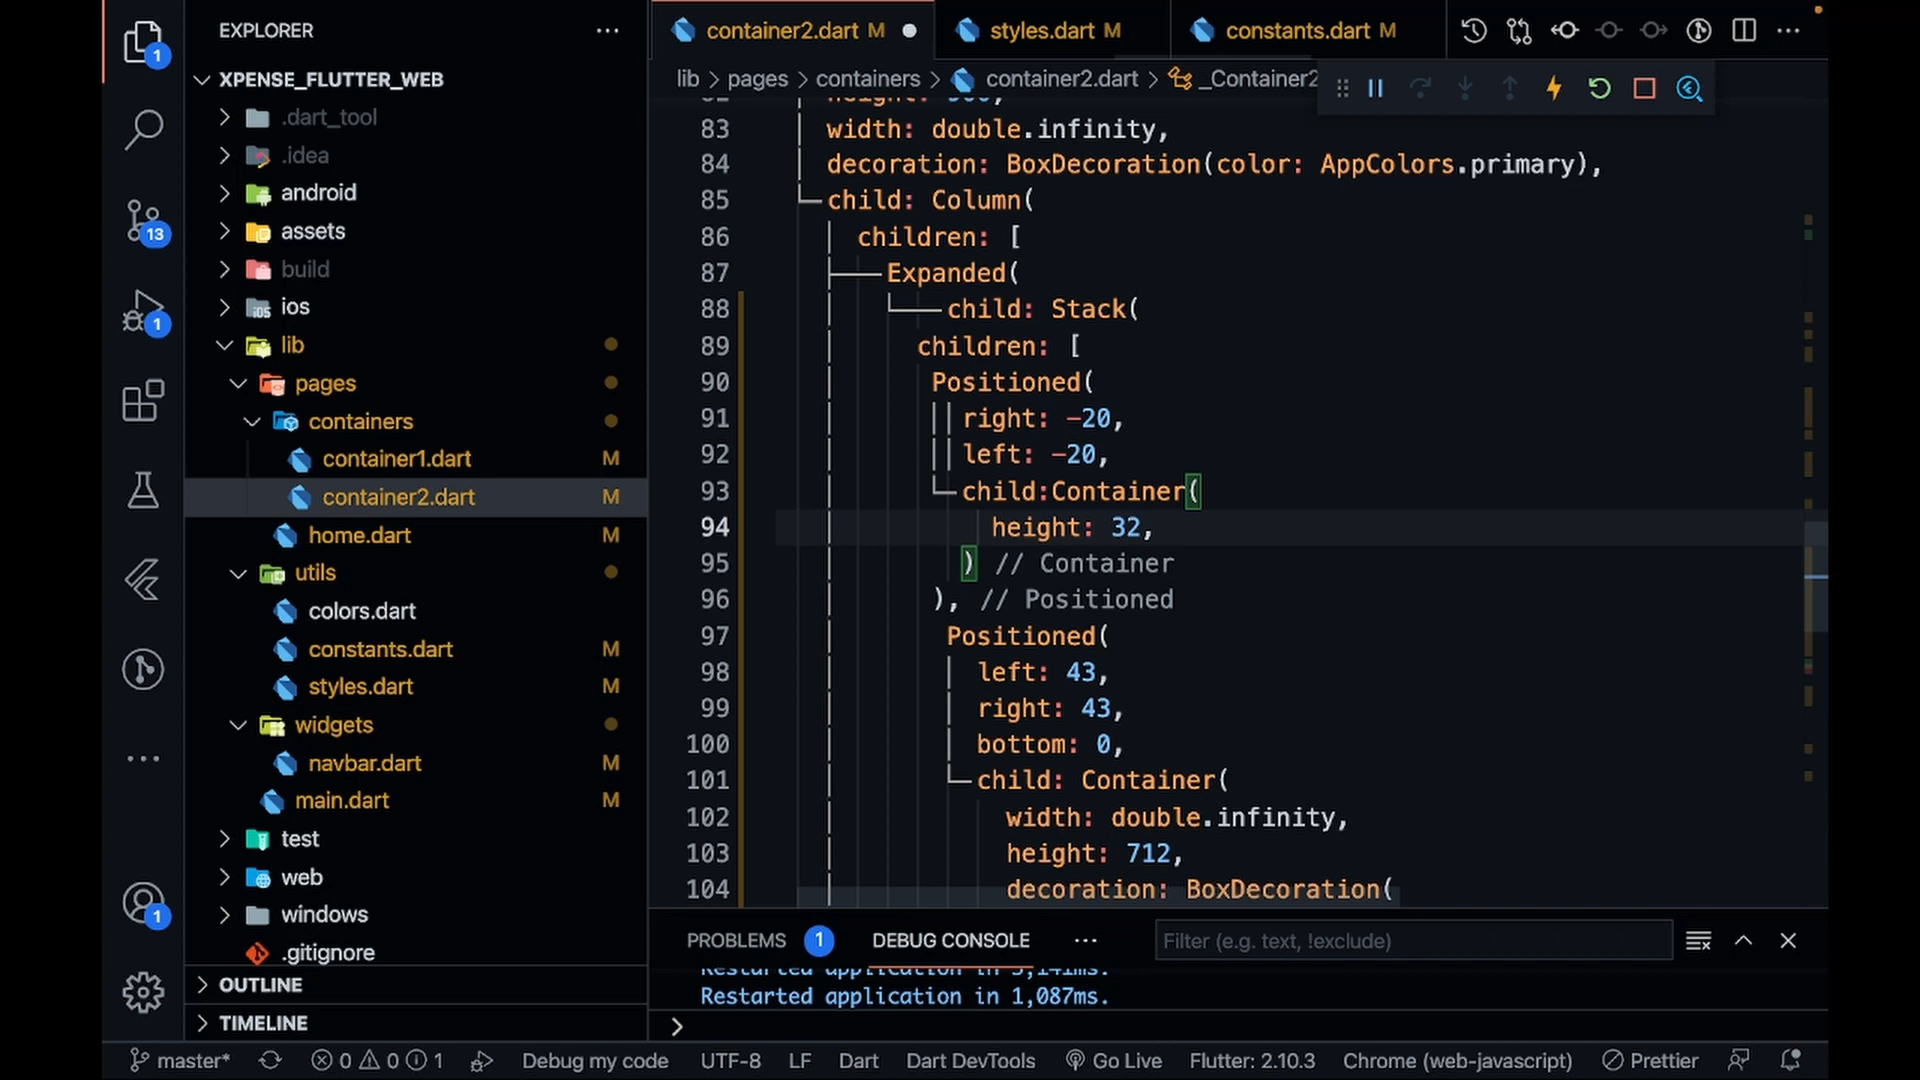 1
13
1
1
EXPLORER
XPENSE_FLUTTER_WEB
.dart_tool
.idea
android
assets
build
ios
lib
pages
containers
container1.dart M
container2.dart M
home.dart M
utils
colors.dart
constants.dart M
styles.dart M
widgets
navbar.dart M
main.dart M
test
web
windows
.gitignore
OUTLINE
TIMELINE
container2.dart M
styles.dart M
constants.dart M
lib > pages > containers > container2.dart > _Container2
83 width: double.infinity,
84 decoration: BoxDecoration(color: AppColors.primary),
85 child: Column(
86 children: [
87 Expanded(
88 child: Stack(
89 children: [
90 Positioned(
91 right: -20,
92 left: -20,
93 child:Container(
94 height: 32,
95 ) // Container
96 ), // Positioned
97 Positioned(
98 left: 43,
99 right: 43,
100 bottom: 0,
101 child: Container(
102 width: double.infinity,
103 height: 712,
104 decoration: BoxDecoration(
PROBLEMS 1 DEBUG CONSOLE
Filter (e.g. text, !exclude)
Restarted application in 1,087ms.
master* 0 0 1 Debug my code UTF-8 LF Dart Dart DevTools Go Live Flutter: 2.10.3 Chrome (web-javascript) Prettier